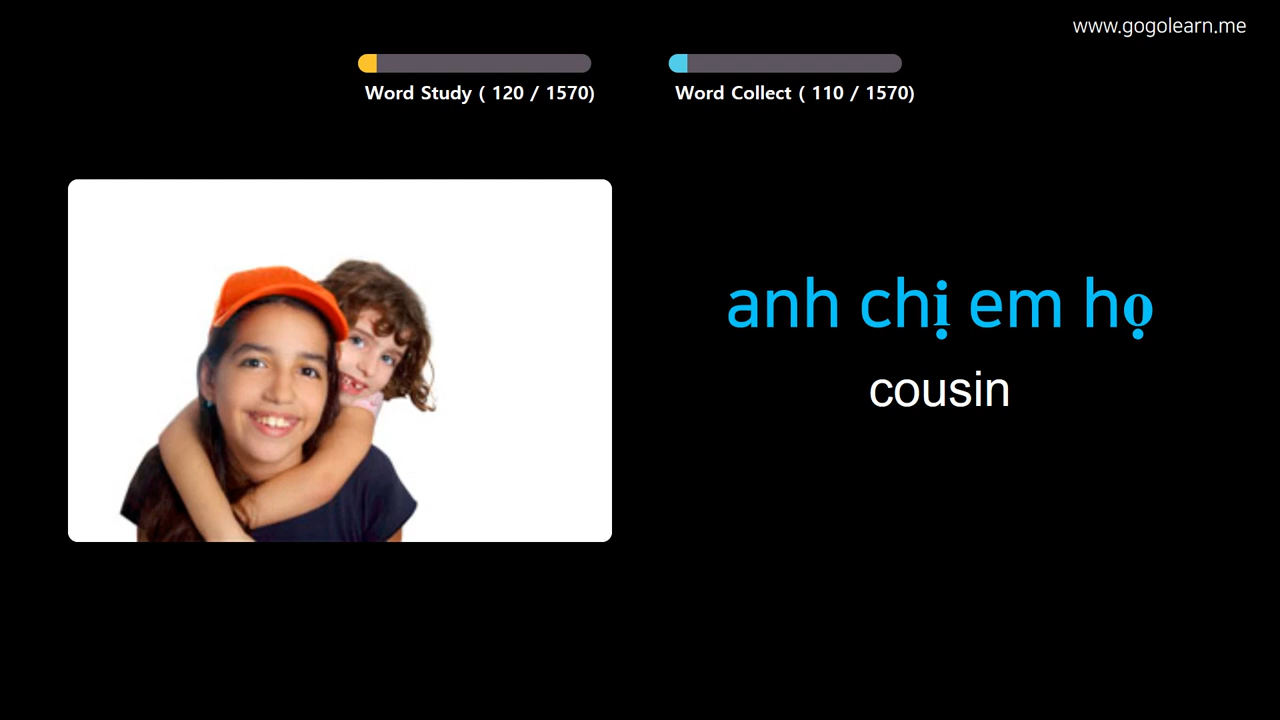 www.gogolearn.me
Word Study ( 120 / 1570)
Word Collect ( 110 / 1570)
anh chị em họ
cousin